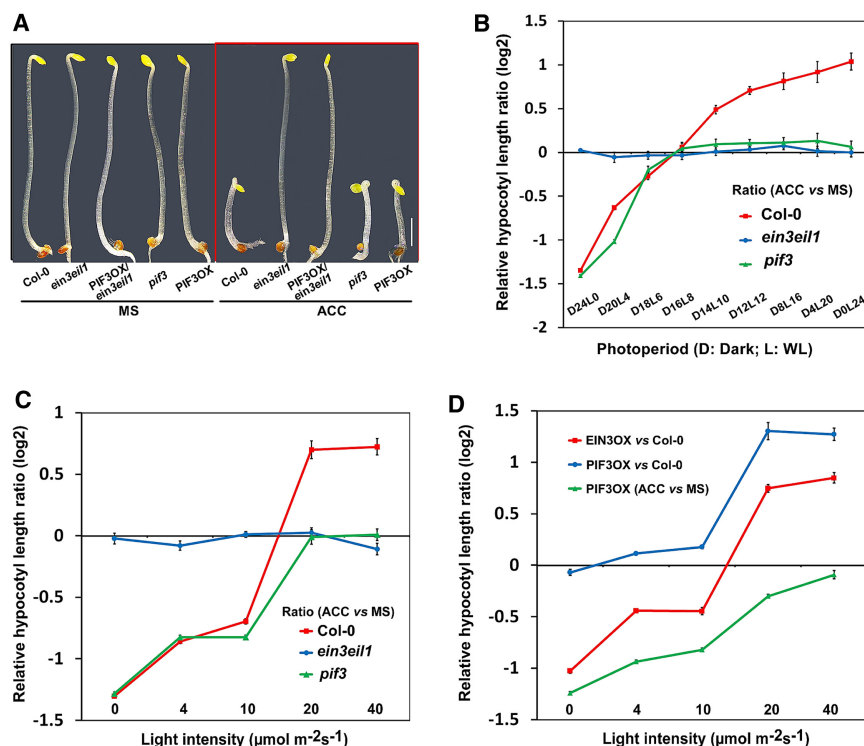 A
Col-0
ein3eil1
PIF3OX/
ein3eil1
pif3
PIF3OX
Col-0
ein3eil1
PIF3OX/
ein3eil1
pif3
PIF3OX
MS
ACC
B
Relative hypocotyl length ratio (log2)
1.5
1
0.5
0
-0.5
-1
-1.5
-2
Ratio (ACC vs MS)
Col-0
ein3eil1
pif3
D24L0
D20L4
D18L6
D16L8
D14L10
D12L12
D8L16
D4L20
D0L24
Photoperiod (D: Dark; L: WL)
C
Relative hypocotyl length ratio (log2)
1
0.5
0
-0.5
-1
-1.5
Ratio (ACC vs MS)
Col-0
ein3eil1
pif3
0
4
10
20
40
Light intensity (µmol m-2s-1)
D
Relative hypocotyl length ratio (log2)
1.5
1
0.5
0
-0.5
-1
-1.5
EIN3OX vs Col-0
PIF3OX vs Col-0
PIF3OX (ACC vs MS)
0
4
10
20
40
Light intensity (µmol m-2s-1)